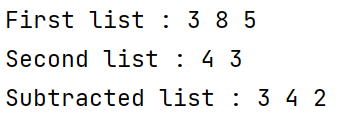 First list : 3 8 5
Second list : 4 3
Subtracted list : 3 4 2